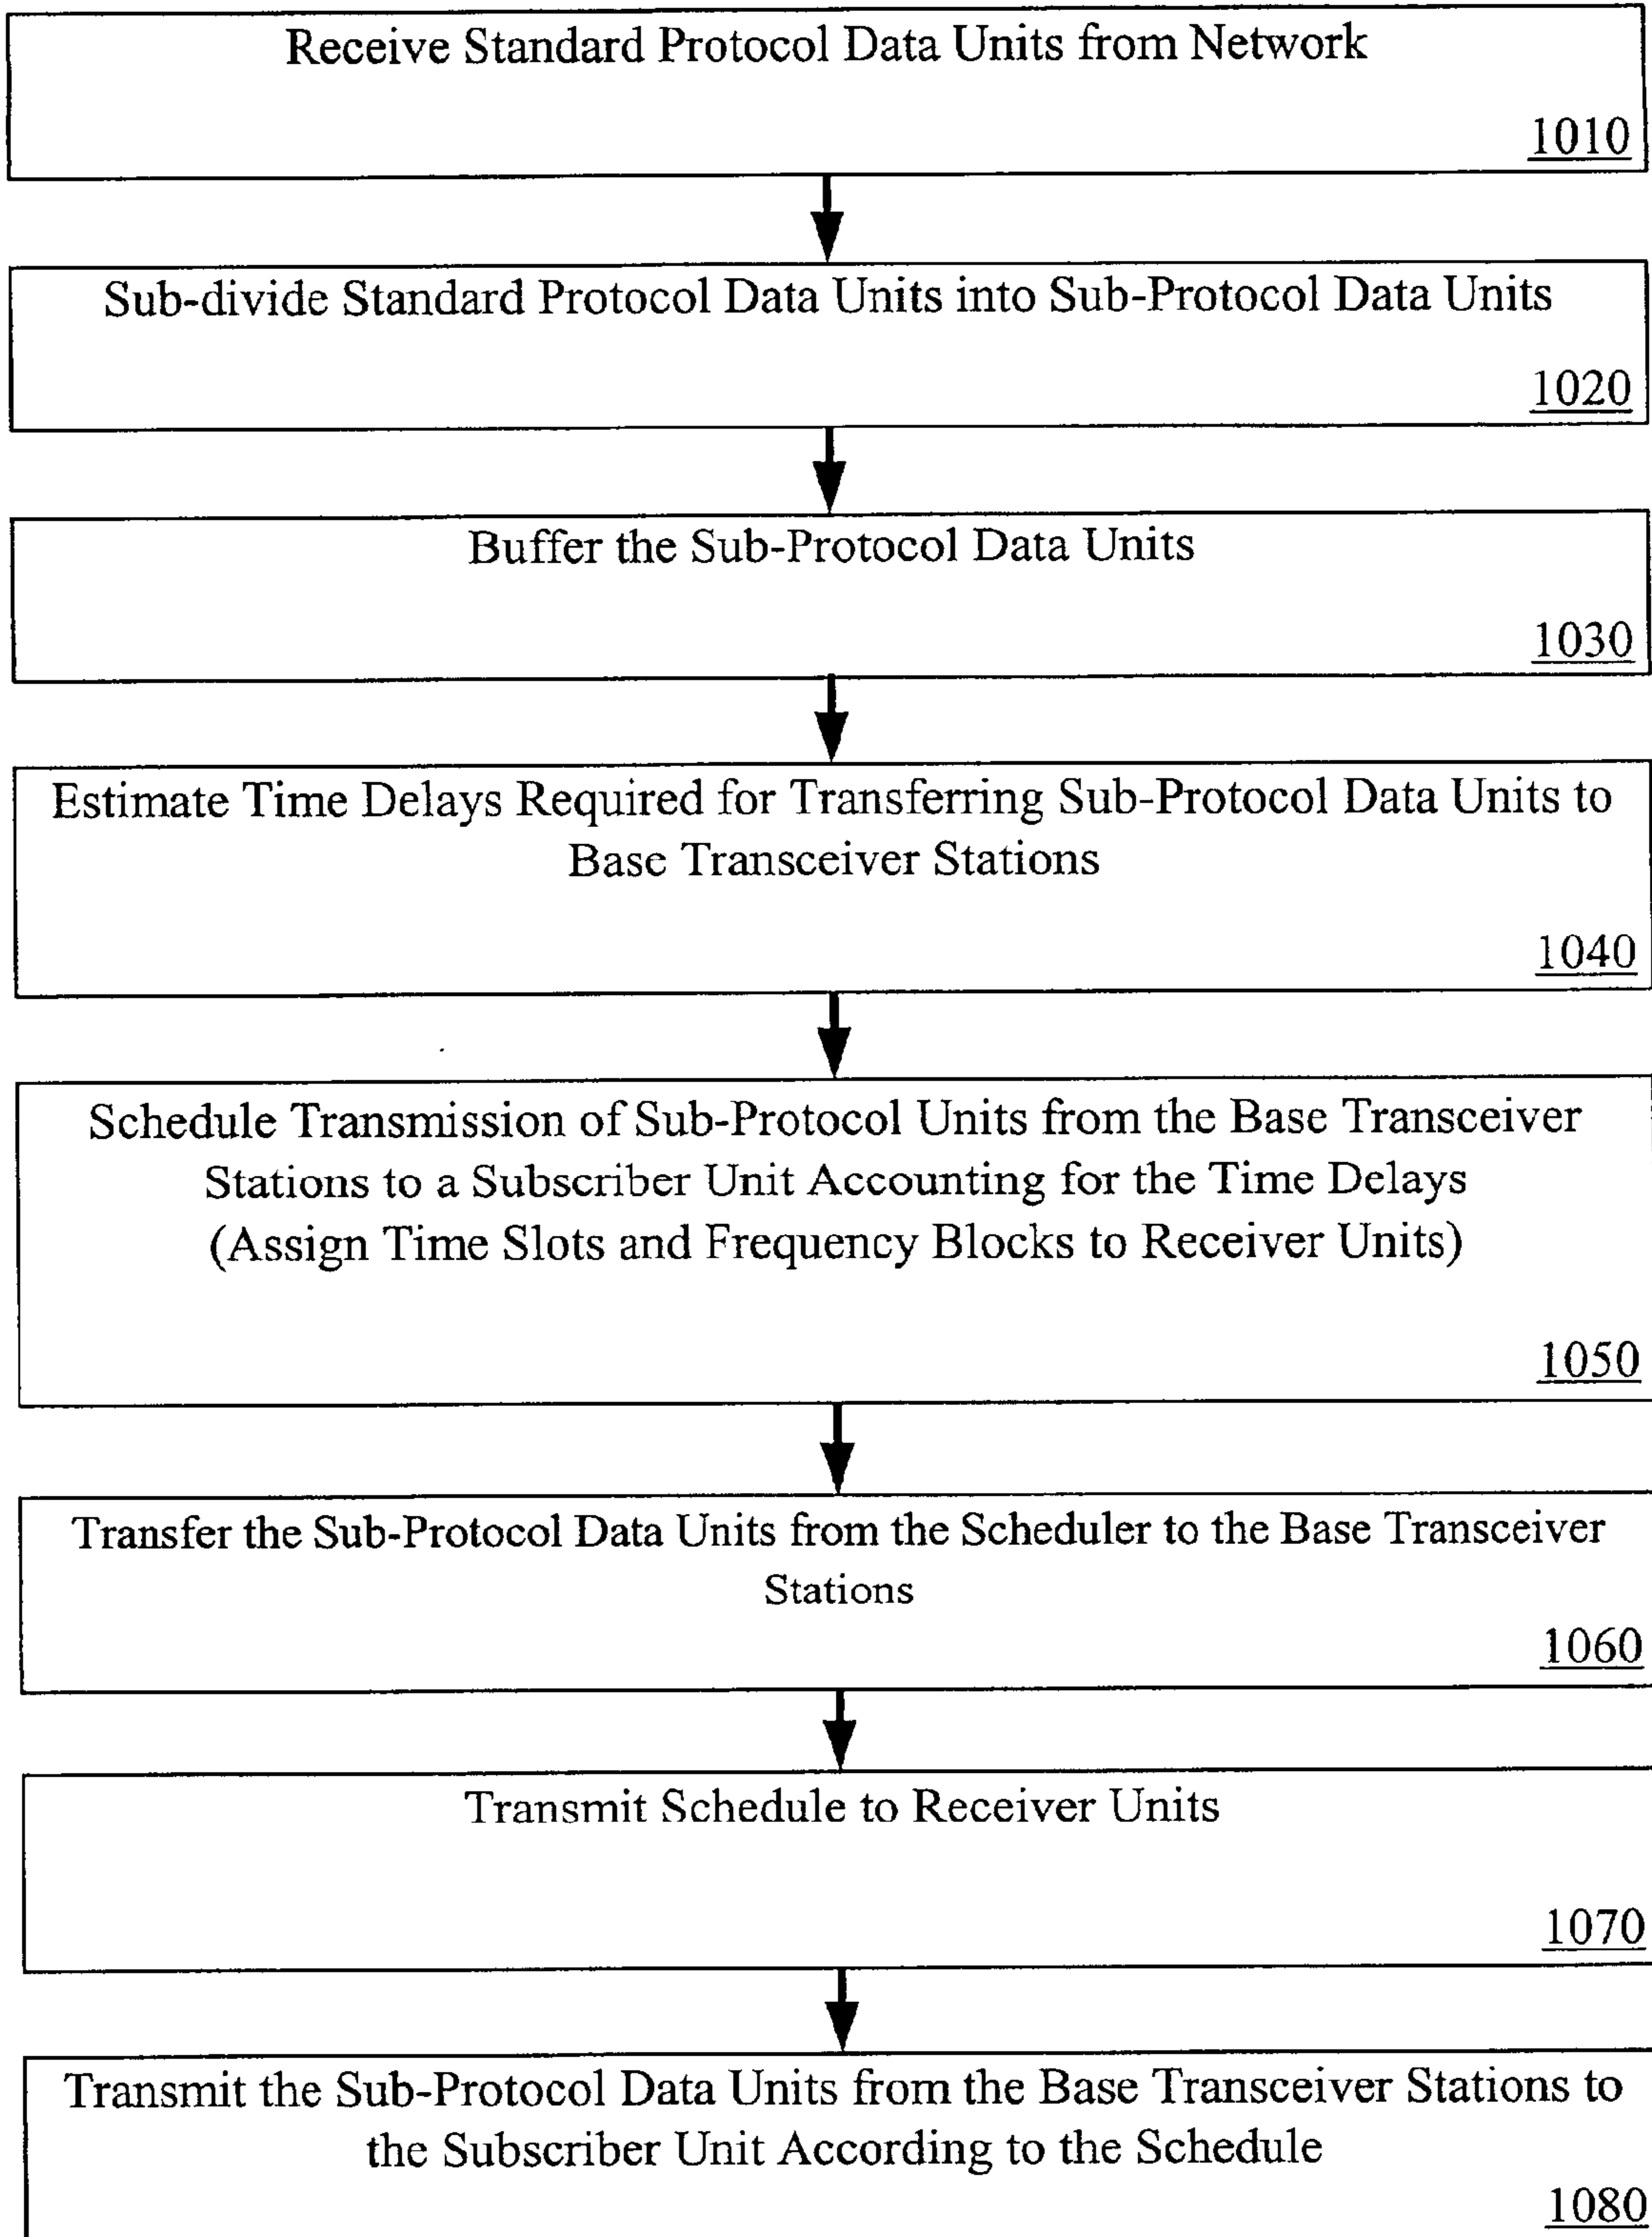 Receive Standard Protocol Data Units from Network
1010
Sub-divide Standard Protocol Data Units into Sub-Protocol Data Units
1020
Buffer the Sub-Protocol Data Units
1030
Estimate Time Delays Required for Transferring Sub-Protocol Data Units to
Base Transceiver Stations
1040
Schedule Transmission of Sub-Protocol Units from the Base Transceiver
Stations to a Subscriber Unit Accounting for the Time Delays
(Assign Time Slots and Frequency Blocks to Receiver Units)
1050
Transfer the Sub-Protocol Data Units from the Scheduler to the Base Transceiver
Stations
1060
Transmit Schedule to Receiver Units
1070
Transmit the Sub-Protocol Data Units from the Base Transceiver Stations to
the Subscriber Unit According to the Schedule
1080